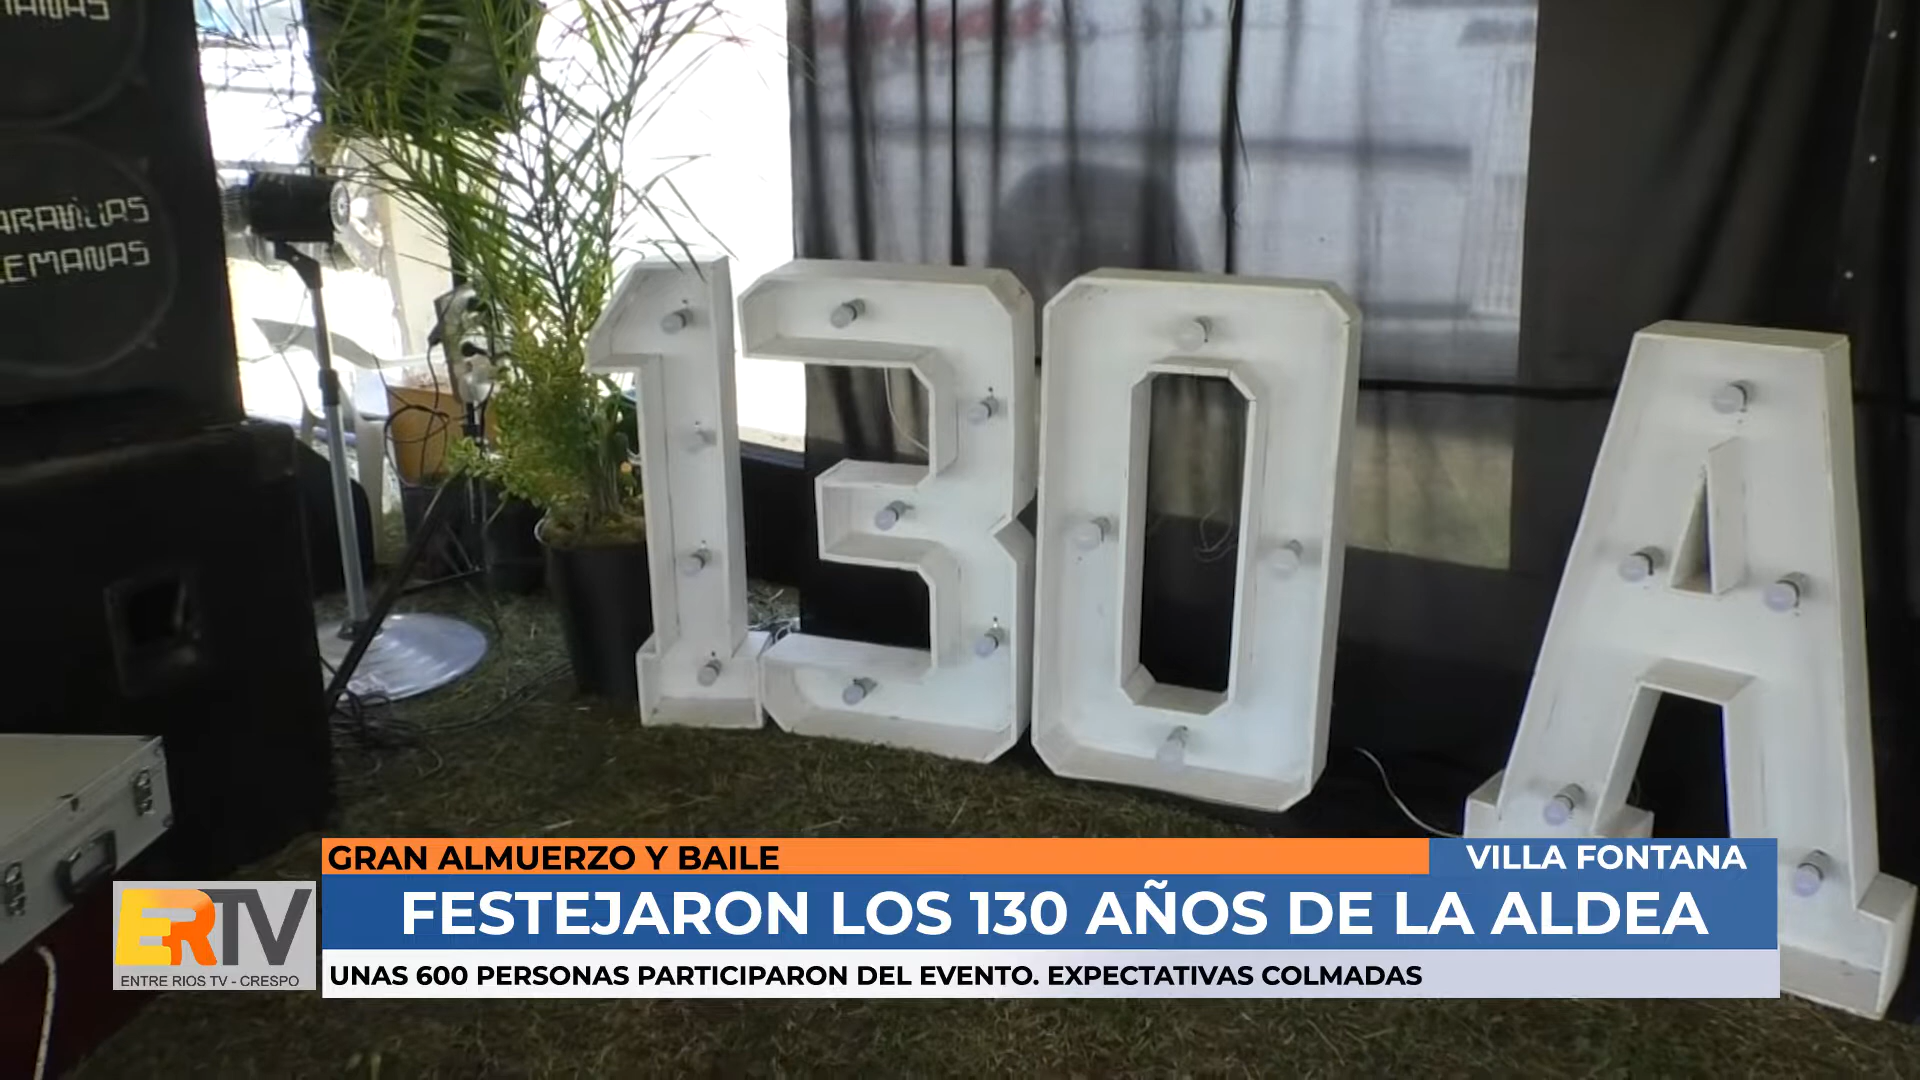 130 A
GRAN ALMUERZO Y BAILE
VILLA FONTANA
FESTEJARON LOS 130 AÑOS DE LA ALDEA
ERTV
ENTRE RIOS TV - CRESPO
UNAS 600 PERSONAS PARTICIPARON DEL EVENTO. EXPECTATIVAS COLMADAS